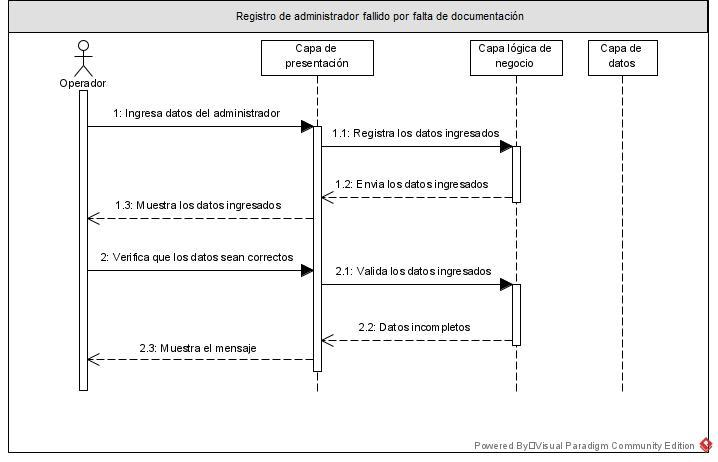 Registro de administrador fallido por falta de documentación
Capa de
presentación
Capa lógica de
negocio
Capa de
datos
Operador
1: Ingresa datos del administrador
1.1: Registra los datos ingresados
1.2: Envia los datos ingresados
1.3: Muestra los datos ingresados
2: Verifica que los datos sean correctos
2.1: Valida los datos ingresados
2.2: Datos incompletos
2.3: Muestra el mensaje
Powered By□Visual Paradigm Community Edition